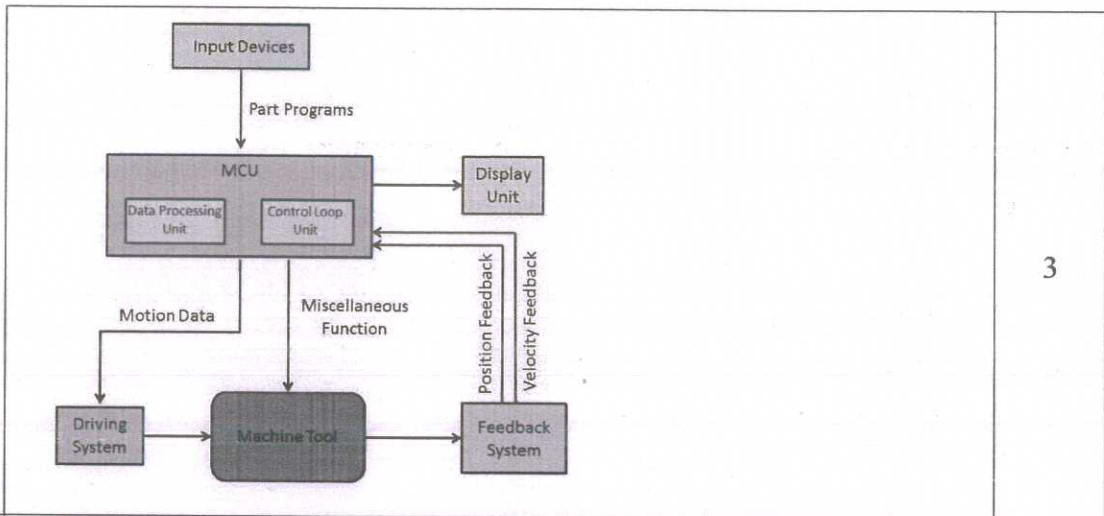 Input Devices
Part Programs
MCU
Data Processing
Unit
Control Loop
Unit
Display
Unit
Motion Data
Miscellaneous
Function
Position Feedback
Velocity Feedback
Driving
System
Machine Tool
Feedback
System
3